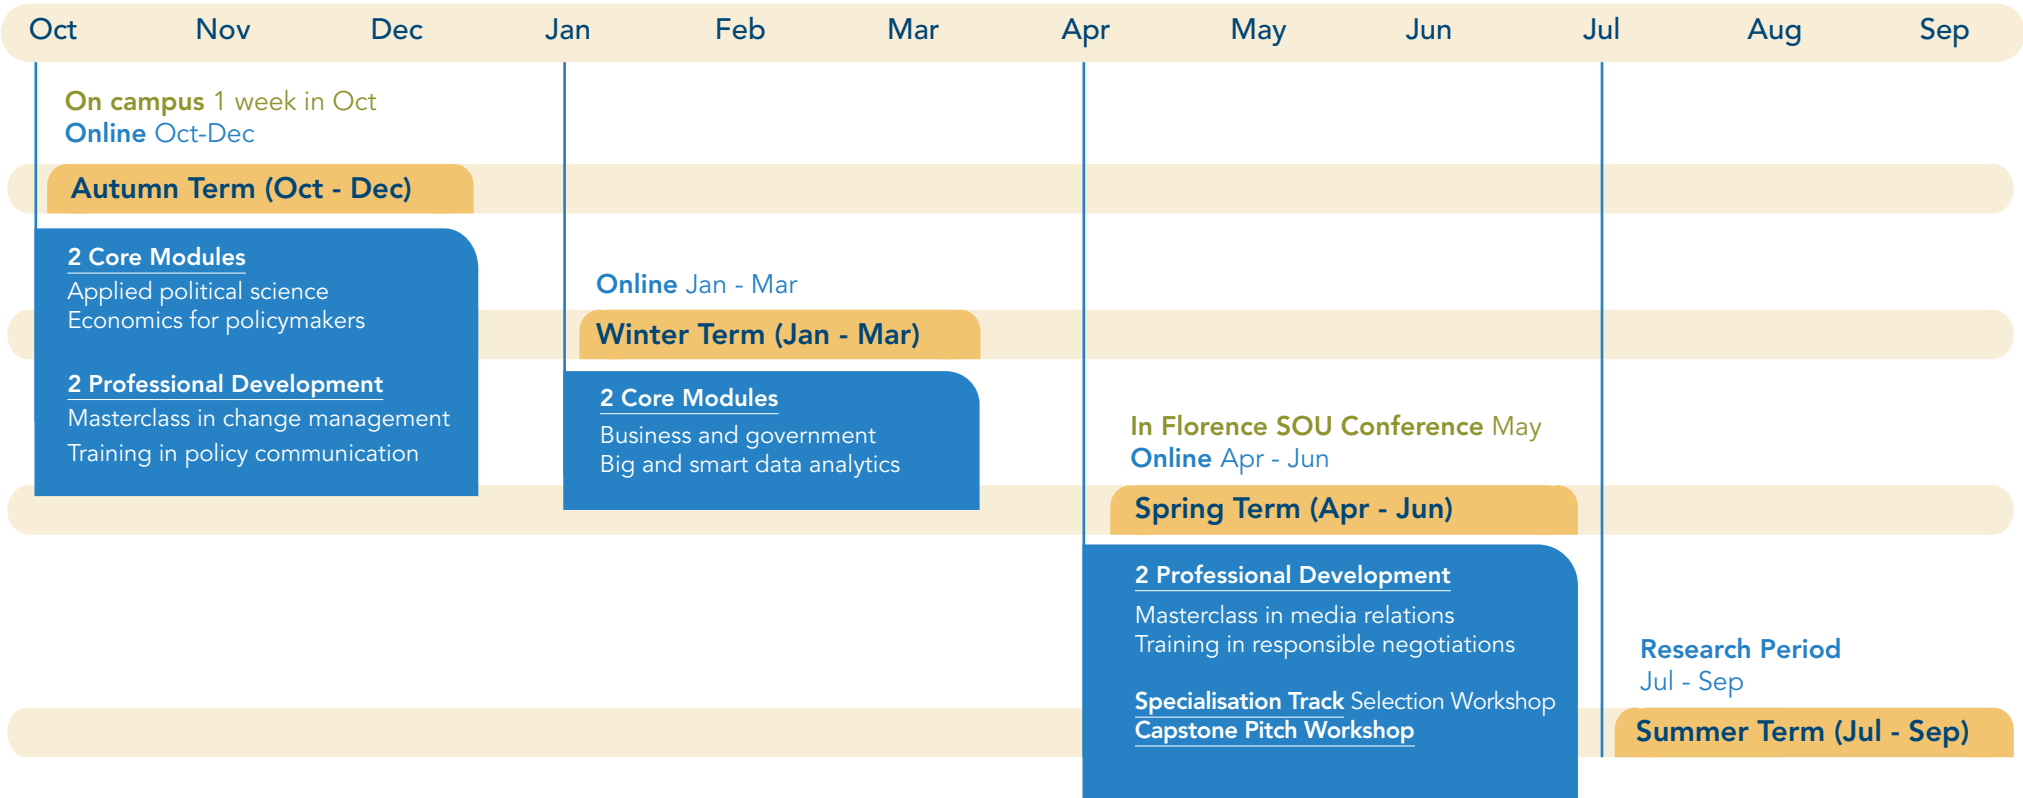 Oct Nov Dec Jan Feb Mar Apr May Jun Jul Aug Sep
On campus 1 week in Oct
Online Oct-Dec
Autumn Term (Oct - Dec)
2 Core Modules
Applied political science
Economics for policymakers
2 Professional Development
Masterclass in change management
Training in policy communication
Online Jan - Mar
Winter Term (Jan - Mar)
2 Core Modules
Business and government
Big and smart data analytics
In Florence SOU Conference May
Online Apr - Jun
Spring Term (Apr - Jun)
2 Professional Development
Masterclass in media relations
Training in responsible negotiations
Specialisation Track Selection Workshop
Capstone Pitch Workshop
Research Period
Jul - Sep
Summer Term (Jul - Sep)